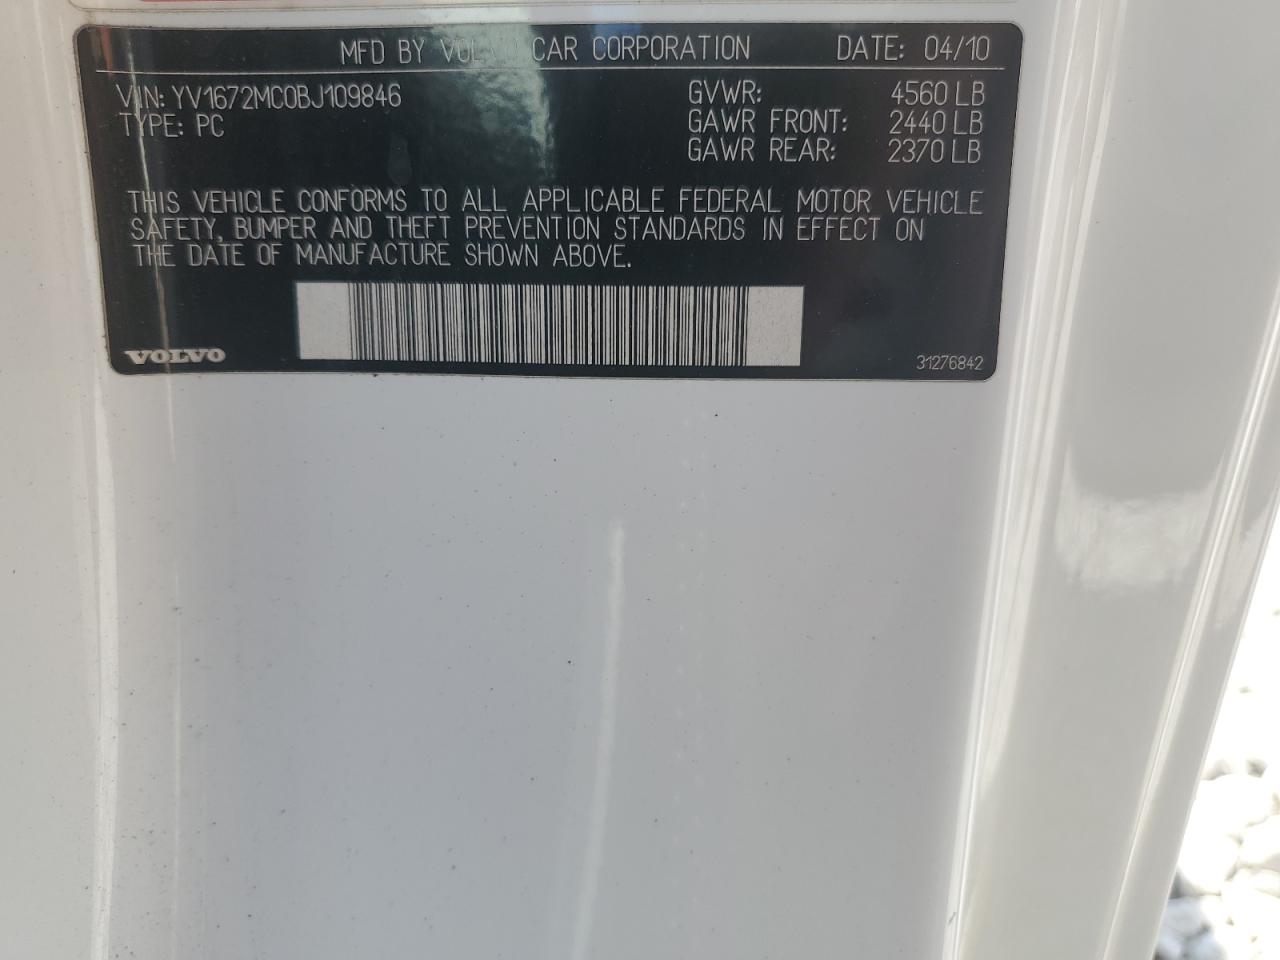 MFD BY VOLVO CAR CORPORATION DATE: 04/10
VIN: YV1672MC0BJ109846 GVWR: 4560 LB
TYPE: PC GAWR FRONT: 2440 LB
GAWR REAR: 2370 LB
THIS VEHICLE CONFORMS TO ALL APPLICABLE FEDERAL MOTOR VEHICLE
SAFETY, BUMPER AND THEFT PREVENTION STANDARDS IN EFFECT ON
THE DATE OF MANUFACTURE SHOWN ABOVE.
VOLVO 31276842